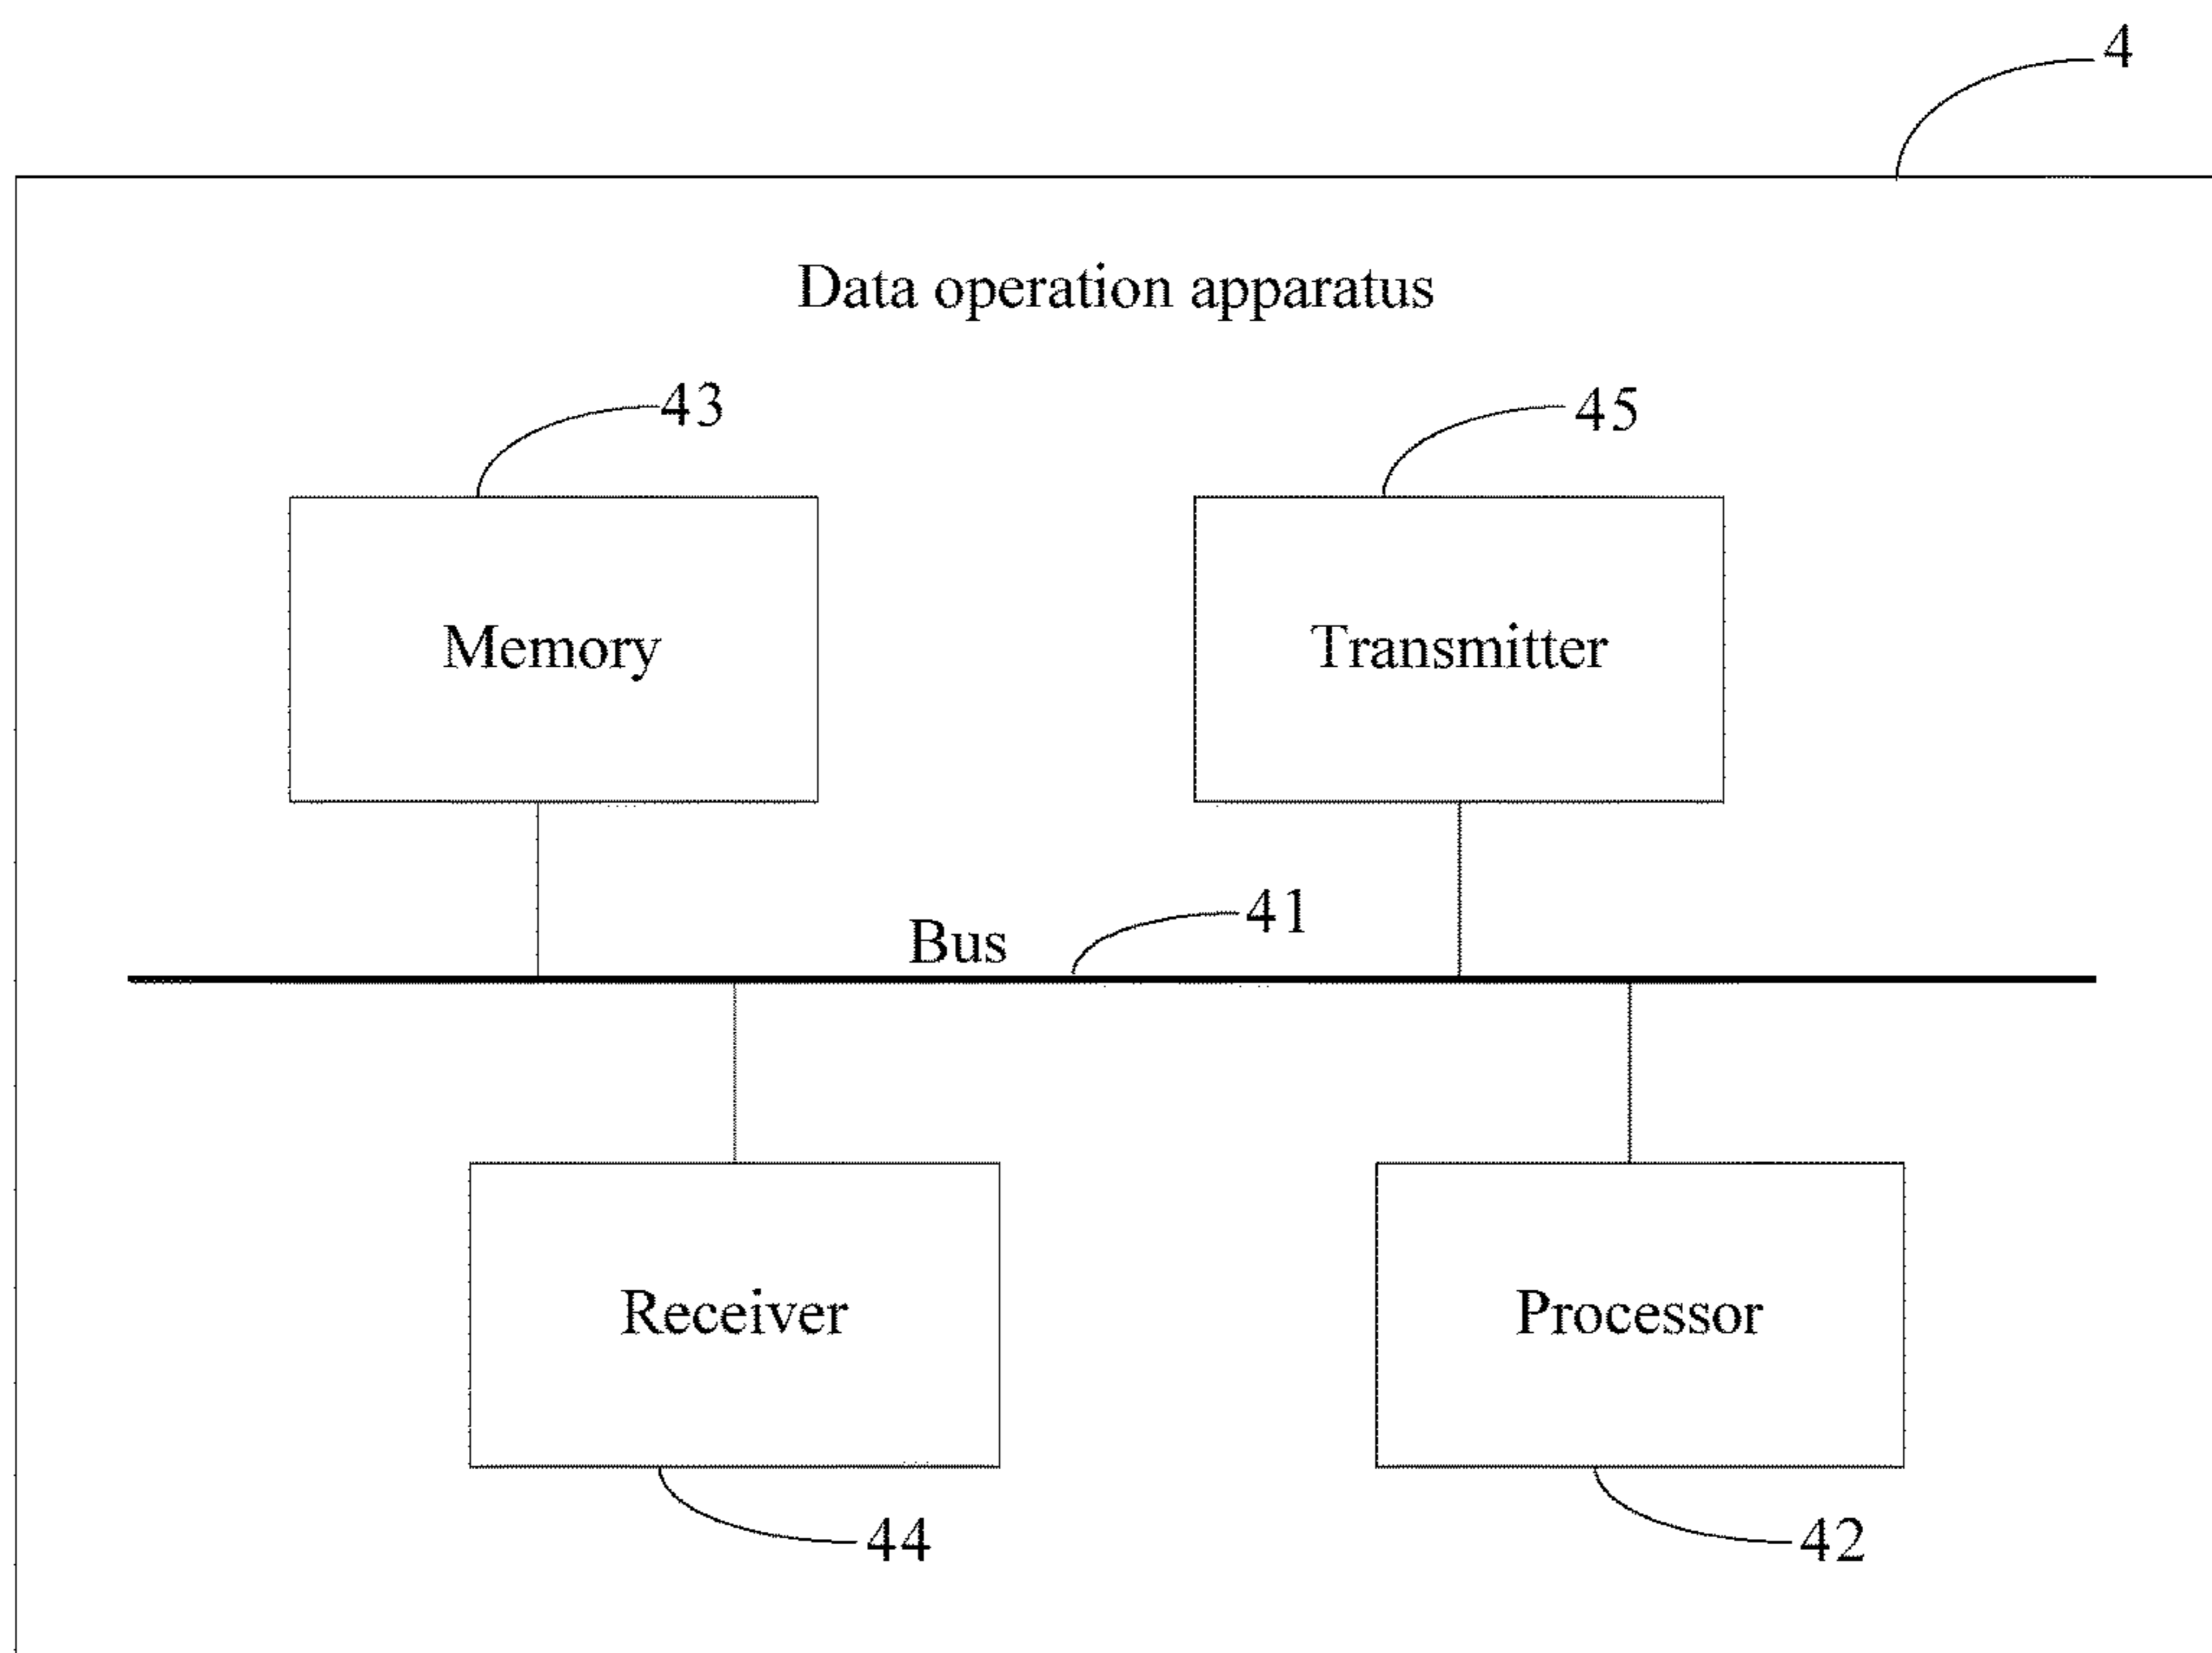 4
Data operation apparatus
43
45
Memory
Transmitter
Bus
41
Receiver
Processor
44
42